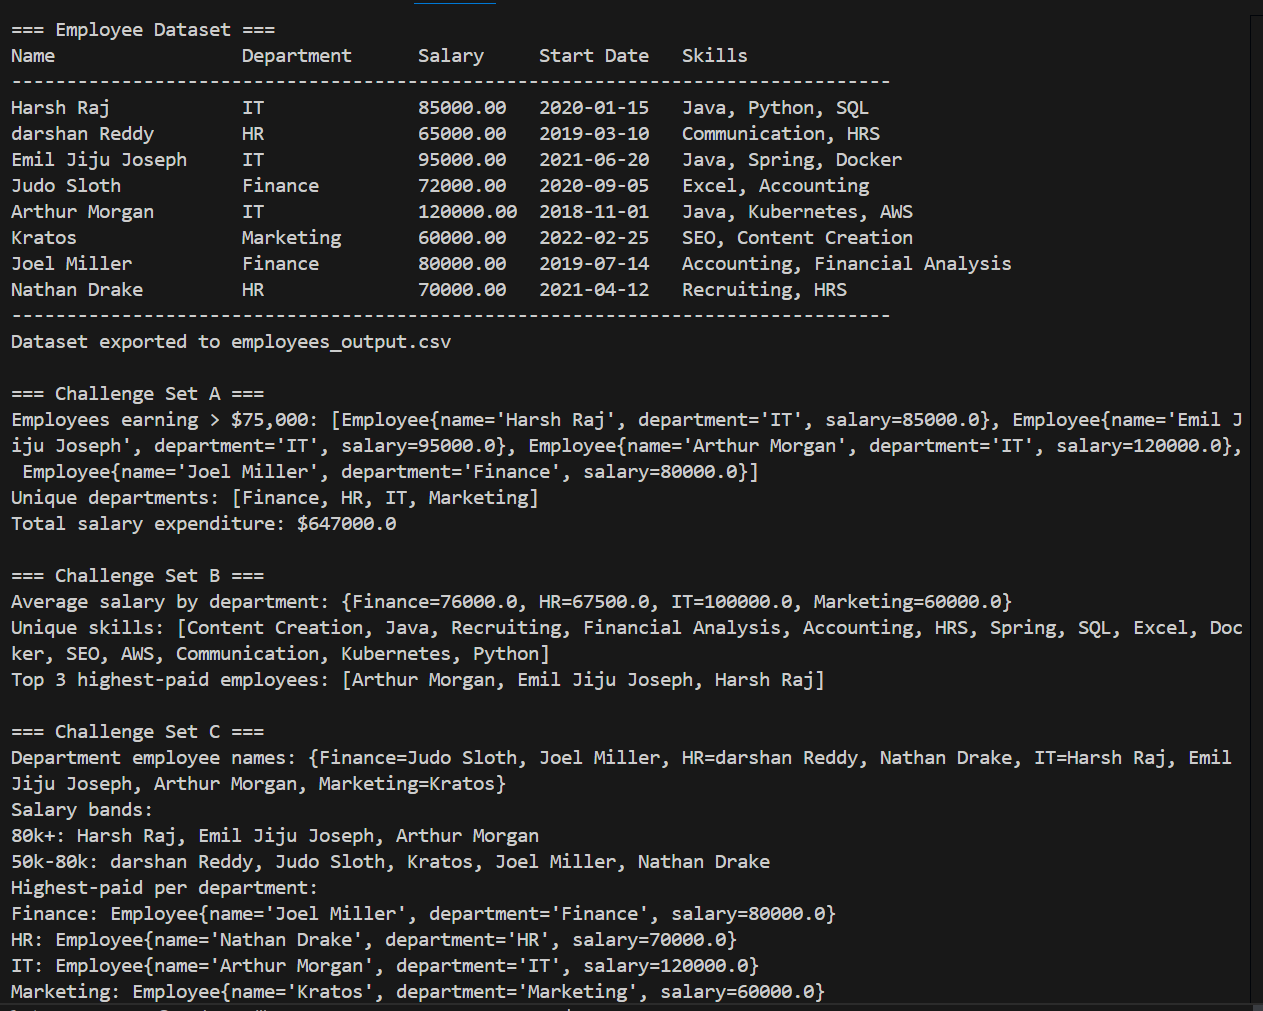 === Employee Dataset ===
Name Department Salary Start Date Skills
--------------------------------------------------------------------------------
Harsh Raj IT 85000.00 2020-01-15 Java, Python, SQL
darshan Reddy HR 65000.00 2019-03-10 Communication, HRS
Emil Jiju Joseph IT 95000.00 2021-06-20 Java, Spring, Docker
Judo Sloth Finance 72000.00 2020-09-05 Excel, Accounting
Arthur Morgan IT 120000.00 2018-11-01 Java, Kubernetes, AWS
Kratos Marketing 60000.00 2022-02-25 SEO, Content Creation
Joel Miller Finance 80000.00 2019-07-14 Accounting, Financial Analysis
Nathan Drake HR 70000.00 2021-04-12 Recruiting, HRS
--------------------------------------------------------------------------------
Dataset exported to employees_output.csv
=== Challenge Set A ===
Employees earning > $75,000: [Employee{name='Harsh Raj', department='IT', salary=85000.0}, Employee{name='Emil J
iju Joseph', department='IT', salary=95000.0}, Employee{name='Arthur Morgan', department='IT', salary=120000.0},
Employee{name='Joel Miller', department='Finance', salary=80000.0}]
Unique departments: [Finance, HR, IT, Marketing]
Total salary expenditure: $647000.0
=== Challenge Set B ===
Average salary by department: {Finance=76000.0, HR=67500.0, IT=100000.0, Marketing=60000.0}
Unique skills: [Content Creation, Java, Recruiting, Financial Analysis, Accounting, HRS, Spring, SQL, Excel, Doc
ker, SEO, AWS, Communication, Kubernetes, Python]
Top 3 highest-paid employees: [Arthur Morgan, Emil Jiju Joseph, Harsh Raj]
=== Challenge Set C ===
Department employee names: {Finance=Judo Sloth, Joel Miller, HR=darshan Reddy, Nathan Drake, IT=Harsh Raj, Emil
Jiju Joseph, Arthur Morgan, Marketing=Kratos}
Salary bands:
80k+: Harsh Raj, Emil Jiju Joseph, Arthur Morgan
50k-80k: darshan Reddy, Judo Sloth, Kratos, Joel Miller, Nathan Drake
Highest-paid per department:
Finance: Employee{name='Joel Miller', department='Finance', salary=80000.0}
HR: Employee{name='Nathan Drake', department='HR', salary=70000.0}
IT: Employee{name='Arthur Morgan', department='IT', salary=120000.0}
Marketing: Employee{name='Kratos', department='Marketing', salary=60000.0}